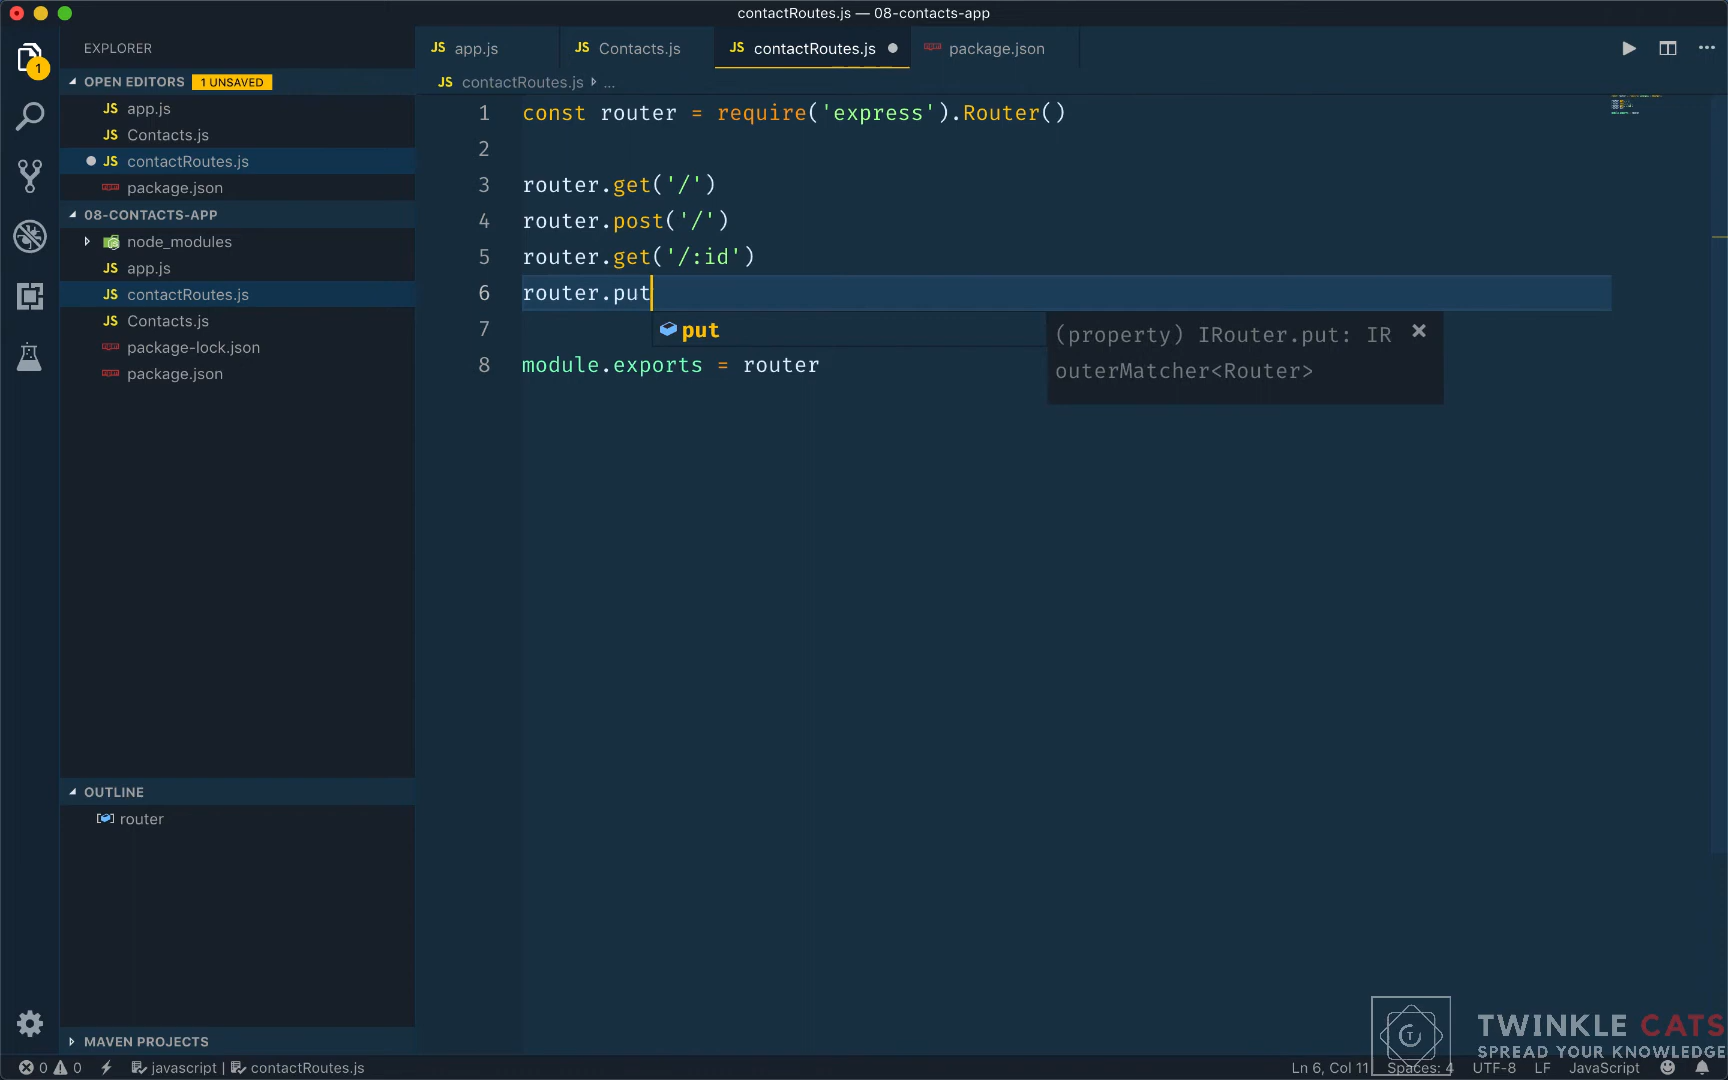 contactRoutes.js — 08-contacts-app
EXPLORER
OPEN EDITORS 1 UNSAVED
JS app.js
JS Contacts.js
JS contactRoutes.js
package.json
08-CONTACTS-APP
node_modules
JS app.js
JS contactRoutes.js
JS Contacts.js
package-lock.json
package.json
OUTLINE
router
MAVEN PROJECTS
1
JS app.js
JS Contacts.js
JS contactRoutes.js
package.json
JS contactRoutes.js ...
1 const router = require('express').Router()
2
3 router.get('/')
4 router.post('/')
5 router.get('/:id')
6 router.put
7
put
(property) IRouter.put: IR
outerMatcher<Router>
8 module.exports = router
TWINKLE CATS
SPREAD YOUR KNOWLEDGE
0 0 javascript | contactRoutes.js
Ln 6, Col 11 Spaces: 4 UTF-8 LF JavaScript